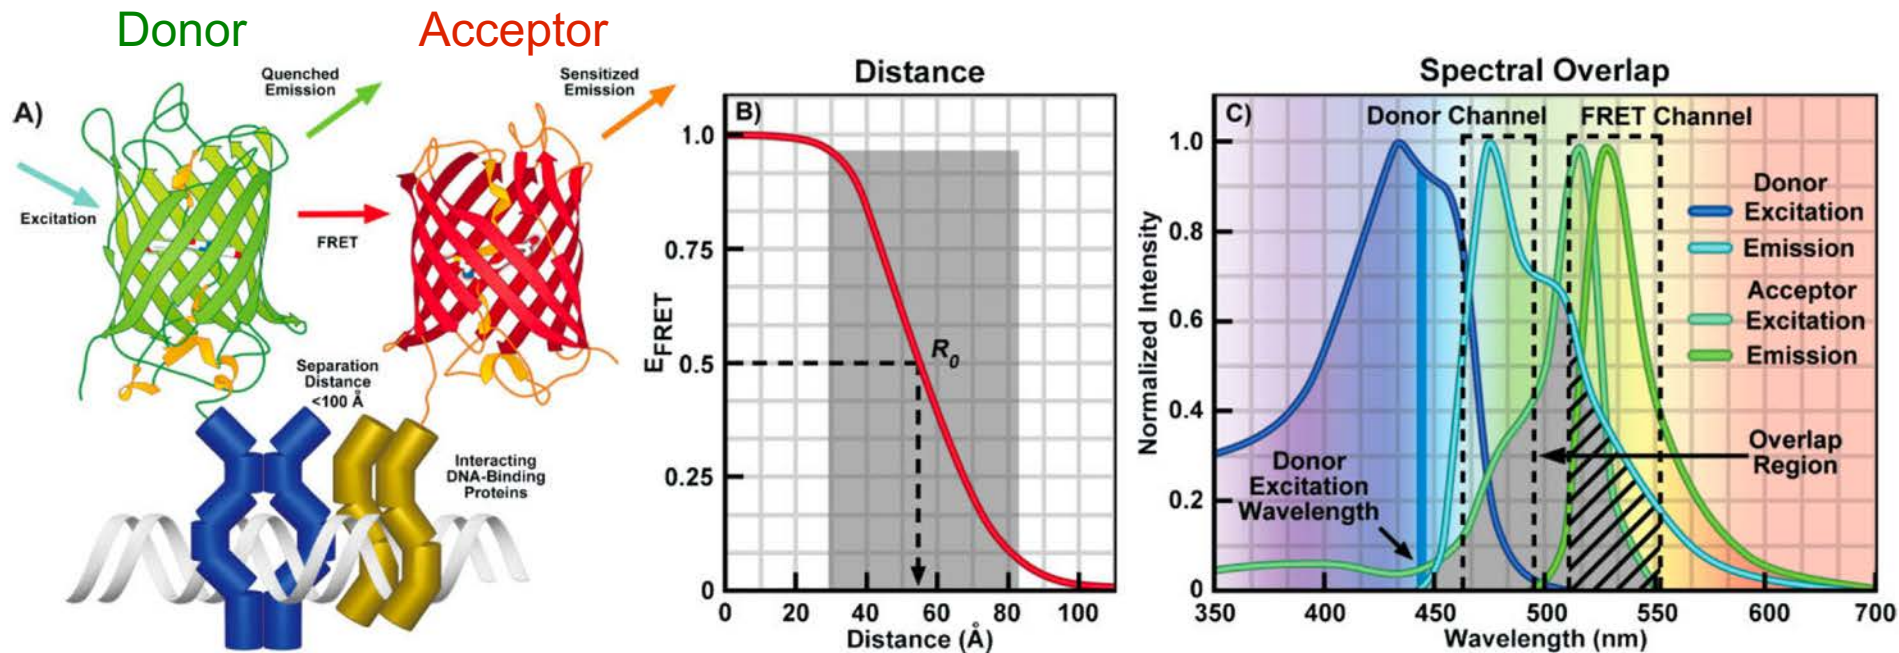 Donor
Acceptor
A)
Quenched
Emission
Sensitized
Emission
Excitation
FRET
Separation
Distance
<100 Å
Interacting
DNA-Binding
Proteins
Distance
B)
1.0
0.75
0.5
0.25
0
EFRET
R0
0 20 40 60 80 100
Distance (Å)
Spectral Overlap
C)
Donor Channel
FRET Channel
1.0
0.8
0.6
0.4
0.2
0
Normalized Intensity
Donor
Excitation
Emission
Acceptor
Excitation
Emission
Overlap
Region
Donor
Excitation
Wavelength
350 400 450 500 550 600 700
Wavelength (nm)